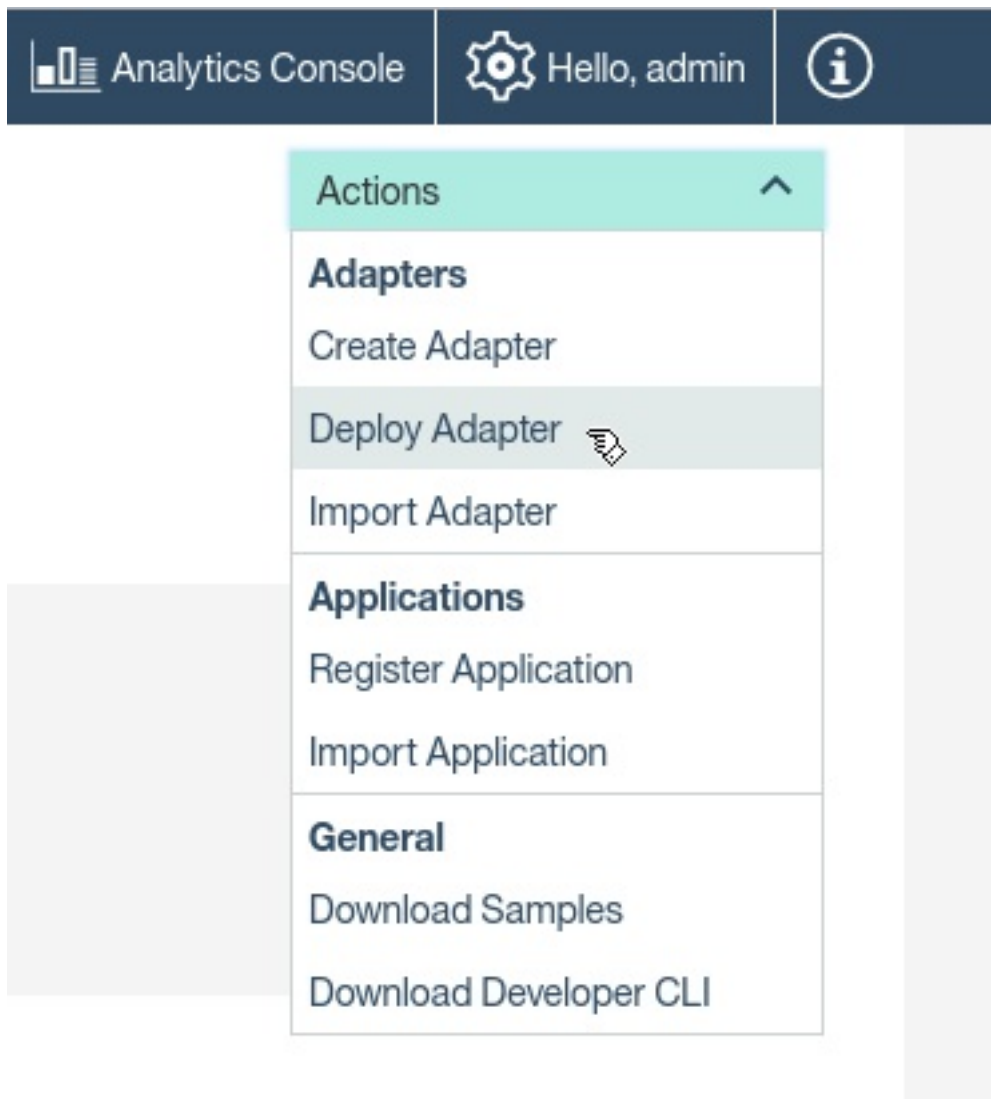 Analytics Console Hello, admin
Actions
Adapters
Create Adapter
Deploy Adapter
Import Adapter
Applications
Register Application
Import Application
General
Download Samples
Download Developer CLI